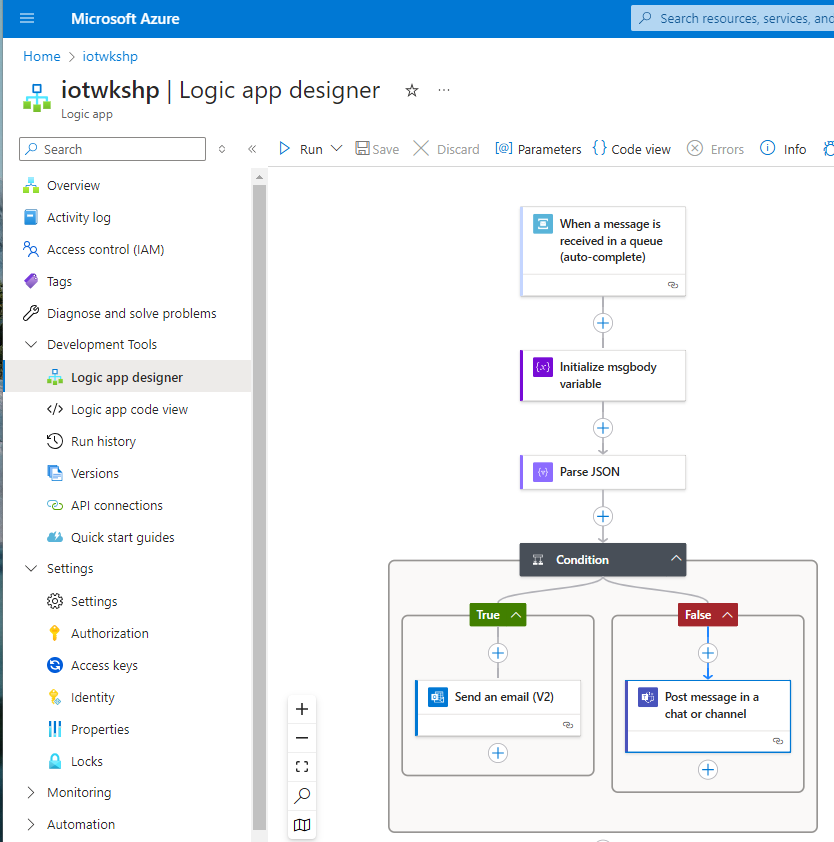 Microsoft Azure
Search resources, services, and
Home > iotwkshp
iotwkshp | Logic app designer
Logic app
Search
Run
Save
Discard
Parameters
Code view
Errors
Info
Overview
Activity log
Access control (IAM)
Tags
Diagnose and solve problems
Development Tools
Logic app designer
Logic app code view
Run history
Versions
API connections
Quick start guides
Settings
Settings
Authorization
Access keys
Identity
Properties
Locks
Monitoring
Automation
When a message is
received in a queue
(auto-complete)
Initialize msgbody
variable
Parse JSON
Condition
True
Send an email (V2)
False
Post message in a
chat or channel